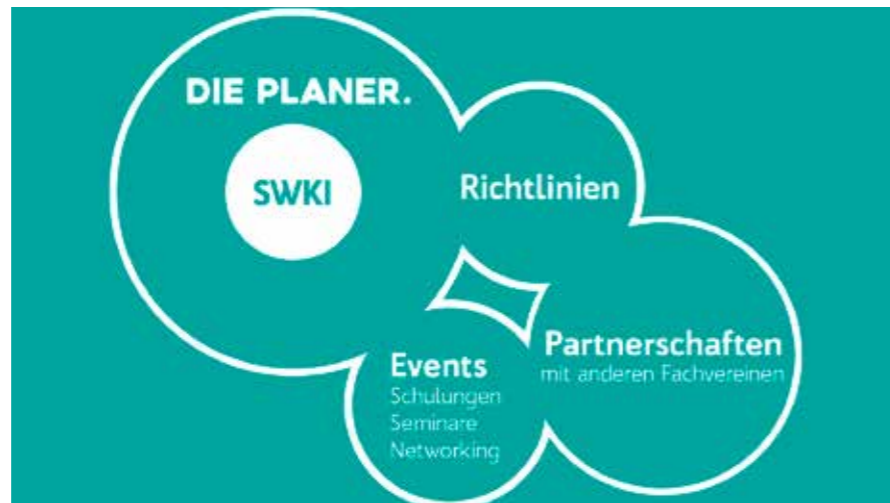 DIE PLANER.
SWKI
Richtlinien
Partnerschaften
mit anderen Fachvereinen
Events
Schulungen
Seminare
Networking